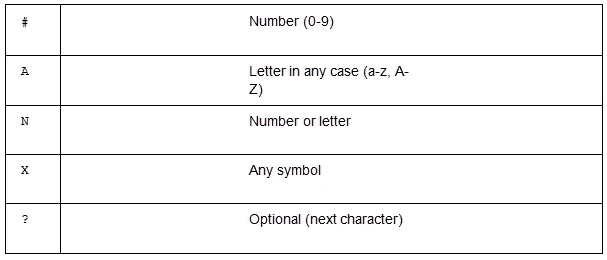 # Number (0-9)
A Letter in any case (a-z, A-
Z)
N Number or letter
X Any symbol
? Optional (next character)